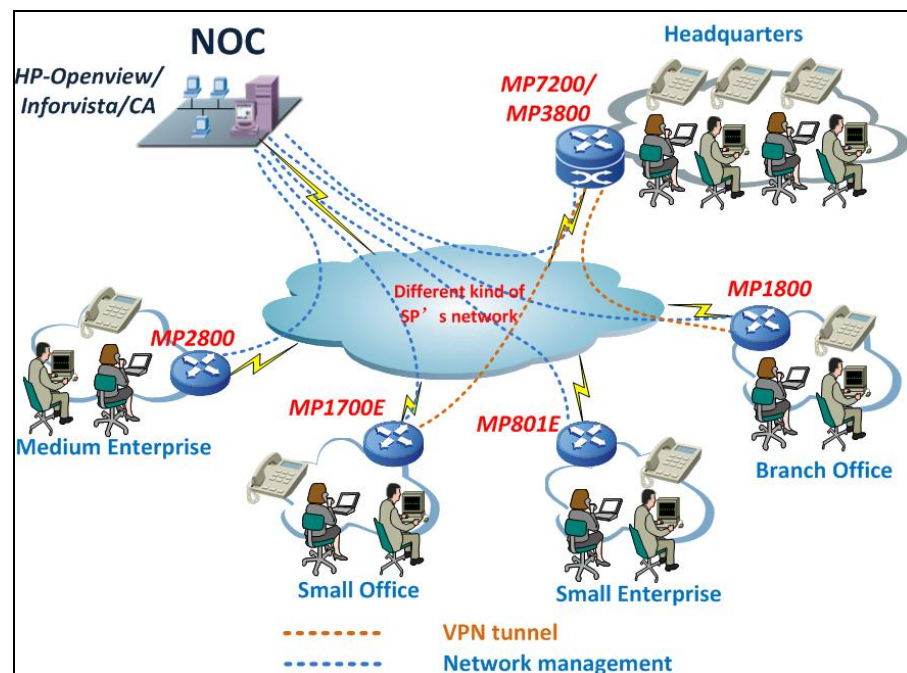 NOC
HP-Openview/
Inforvista/CA
Headquarters
MP7200/
MP3800
Different kind of
SP’s network
MP1800
MP2800
MP1700E
MP801E
Medium Enterprise
Branch Office
Small Office
Small Enterprise
VPN tunnel
Network management